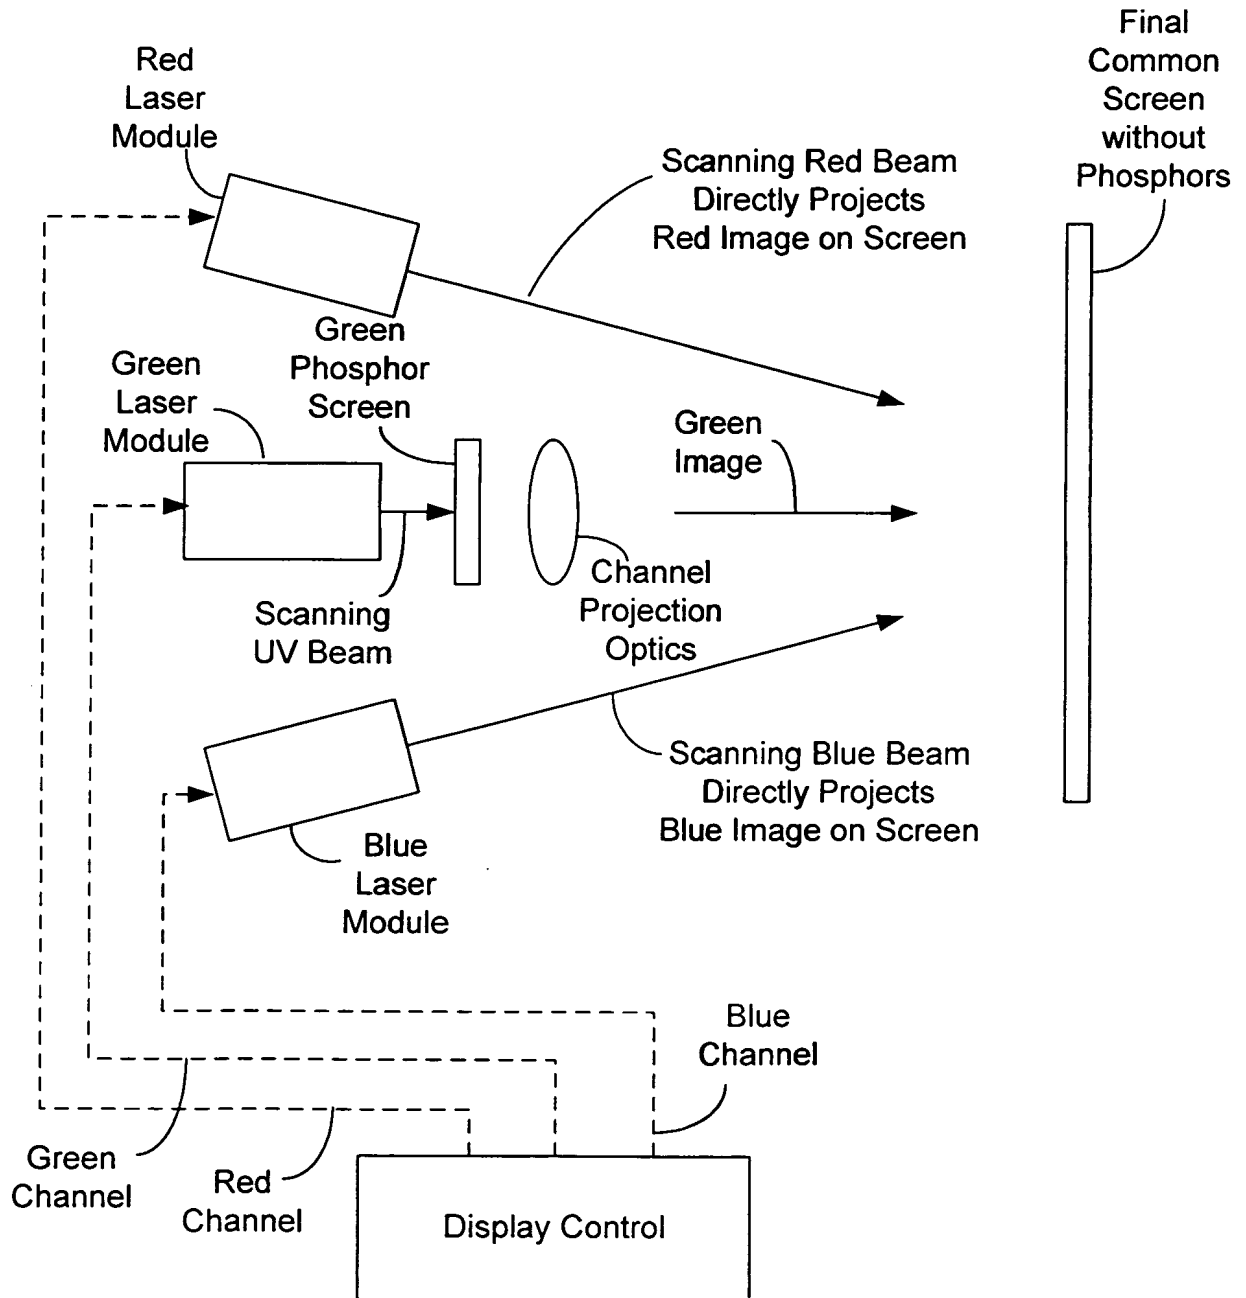 Final
Common
Screen
without
Phosphors
Red
Laser
Module
Scanning Red Beam
Directly Projects
Red Image on Screen
Green
Phosphor
Screen
Green
Laser
Module
Green
Image
Scanning
UV Beam
Channel
Projection
Optics
Scanning Blue Beam
Directly Projects
Blue Image on Screen
Blue
Laser
Module
Blue
Channel
Green
Channel
Red
Channel
Display Control